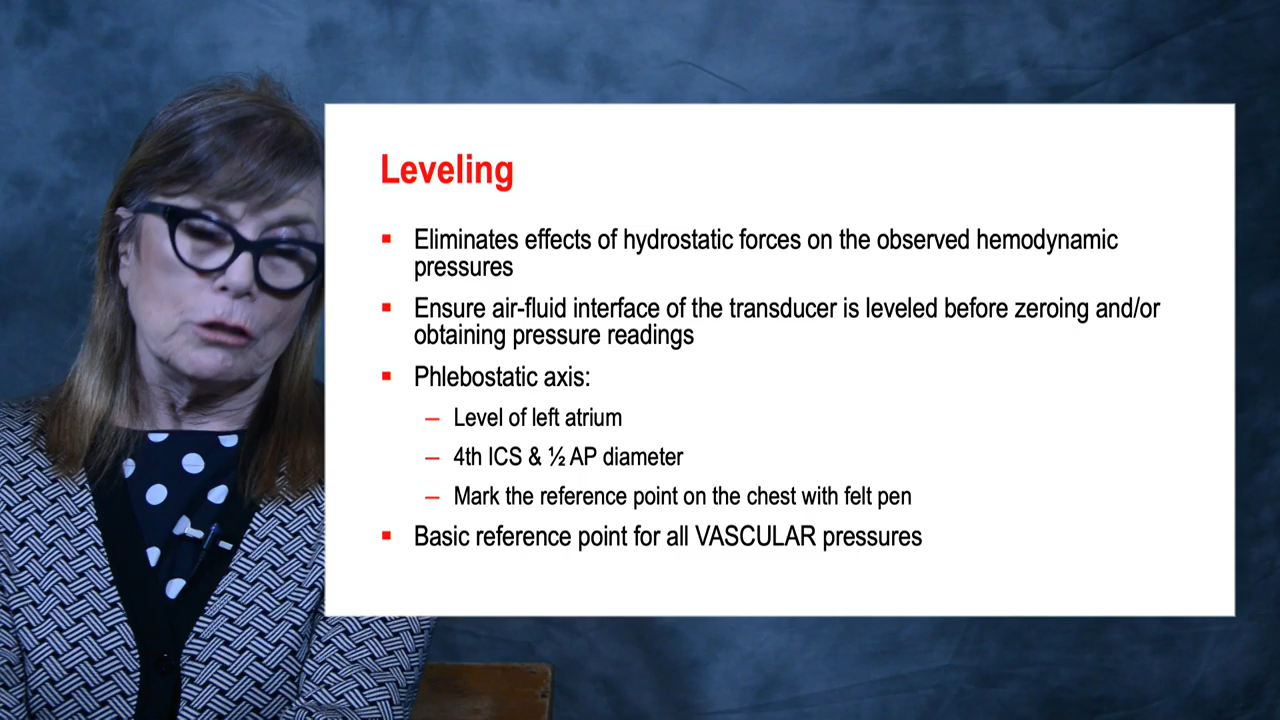 Leveling
▪ Eliminates effects of hydrostatic forces on the observed hemodynamic
pressures
▪ Ensure air-fluid interface of the transducer is leveled before zeroing and/or
obtaining pressure readings
▪ Phlebostatic axis:
– Level of left atrium
– 4th ICS & ½ AP diameter
– Mark the reference point on the chest with felt pen
▪ Basic reference point for all VASCULAR pressures